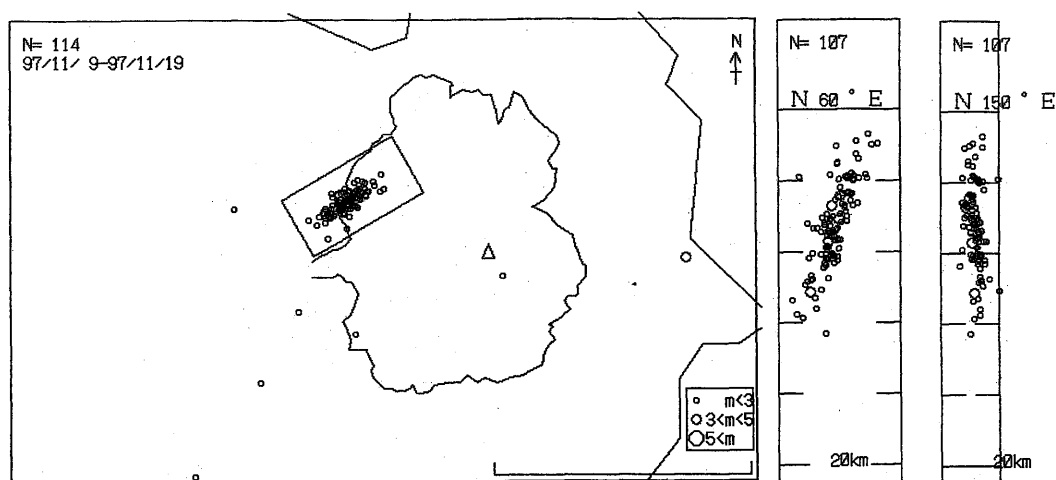 N= 114
97/11/ 9-97/11/19
N
m<3
3<m<5
5<m
N= 107
N 60° E
20km
N= 107
N 150° E
20km